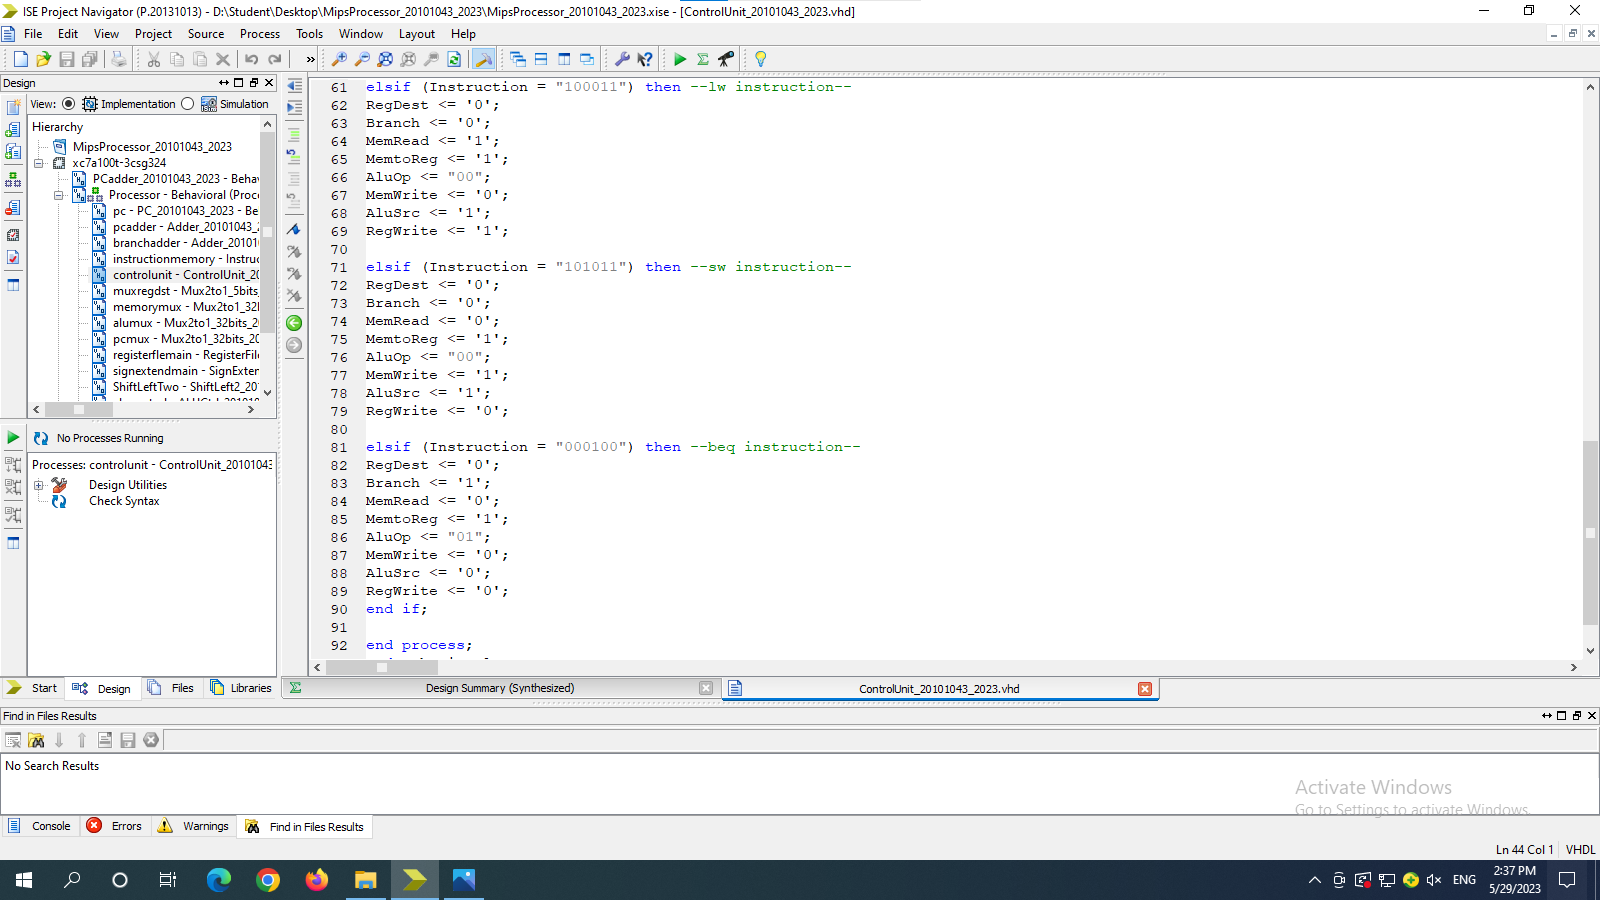 ISE Project Navigator (P.20131013) - D:\Student\Desktop\MipsProcessor_20101043_2023\MipsProcessor_20101043_2023.xise - [ControlUnit_20101043_2023.vhd]
File Edit View Project Source Process Tools Window Layout Help
Design
View: Implementation Simulation
Hierarchy
MipsProcessor_20101043_2023
xc7a100t-3csg324
PCadder_20101043_2023 - Beha
Processor - Behavioral (Proc
pc - PC_20101043_2023 - Be
pcadder - Adder_20101043_
branchadder - Adder_20101
instructionmemory - Instruc
controlunit - ControlUnit_20
muxregdst - Mux2to1_5bits_
memorymux - Mux2to1_32l
alumux - Mux2to1_32bits_2
pcmux - Mux2to1_32bits_20
registerflemain - RegisterFil
signextendmain - SignExter
ShiftLeftTwo - ShiftLeft2_20
No Processes Running
Processes: controlunit - ControlUnit_20101043
Design Utilities
Check Syntax
Start Design Files Libraries
61 elsif (Instruction = "100011") then --lw instruction--
62 RegDest <= '0';
63 Branch <= '0';
64 MemRead <= '1';
65 MemtoReg <= '1';
66 AluOp <= "00";
67 MemWrite <= '0';
68 AluSrc <= '1';
69 RegWrite <= '1';
70
71 elsif (Instruction = "101011") then --sw instruction--
72 RegDest <= '0';
73 Branch <= '0';
74 MemRead <= '0';
75 MemtoReg <= '1';
76 AluOp <= "00";
77 MemWrite <= '1';
78 AluSrc <= '1';
79 RegWrite <= '0';
80
81 elsif (Instruction = "000100") then --beq instruction--
82 RegDest <= '0';
83 Branch <= '1';
84 MemRead <= '0';
85 MemtoReg <= '1';
86 AluOp <= "01";
87 MemWrite <= '0';
88 AluSrc <= '0';
89 RegWrite <= '0';
90 end if;
91
92 end process;
Design Summary (Synthesized)
ControlUnit_20101043_2023.vhd
Find in Files Results
No Search Results
Activate Windows
Go to Settings to activate Windows.
Console Errors Warnings Find in Files Results
Ln 44 Col 1 VHDL
ENG
2:37 PM
5/29/2023